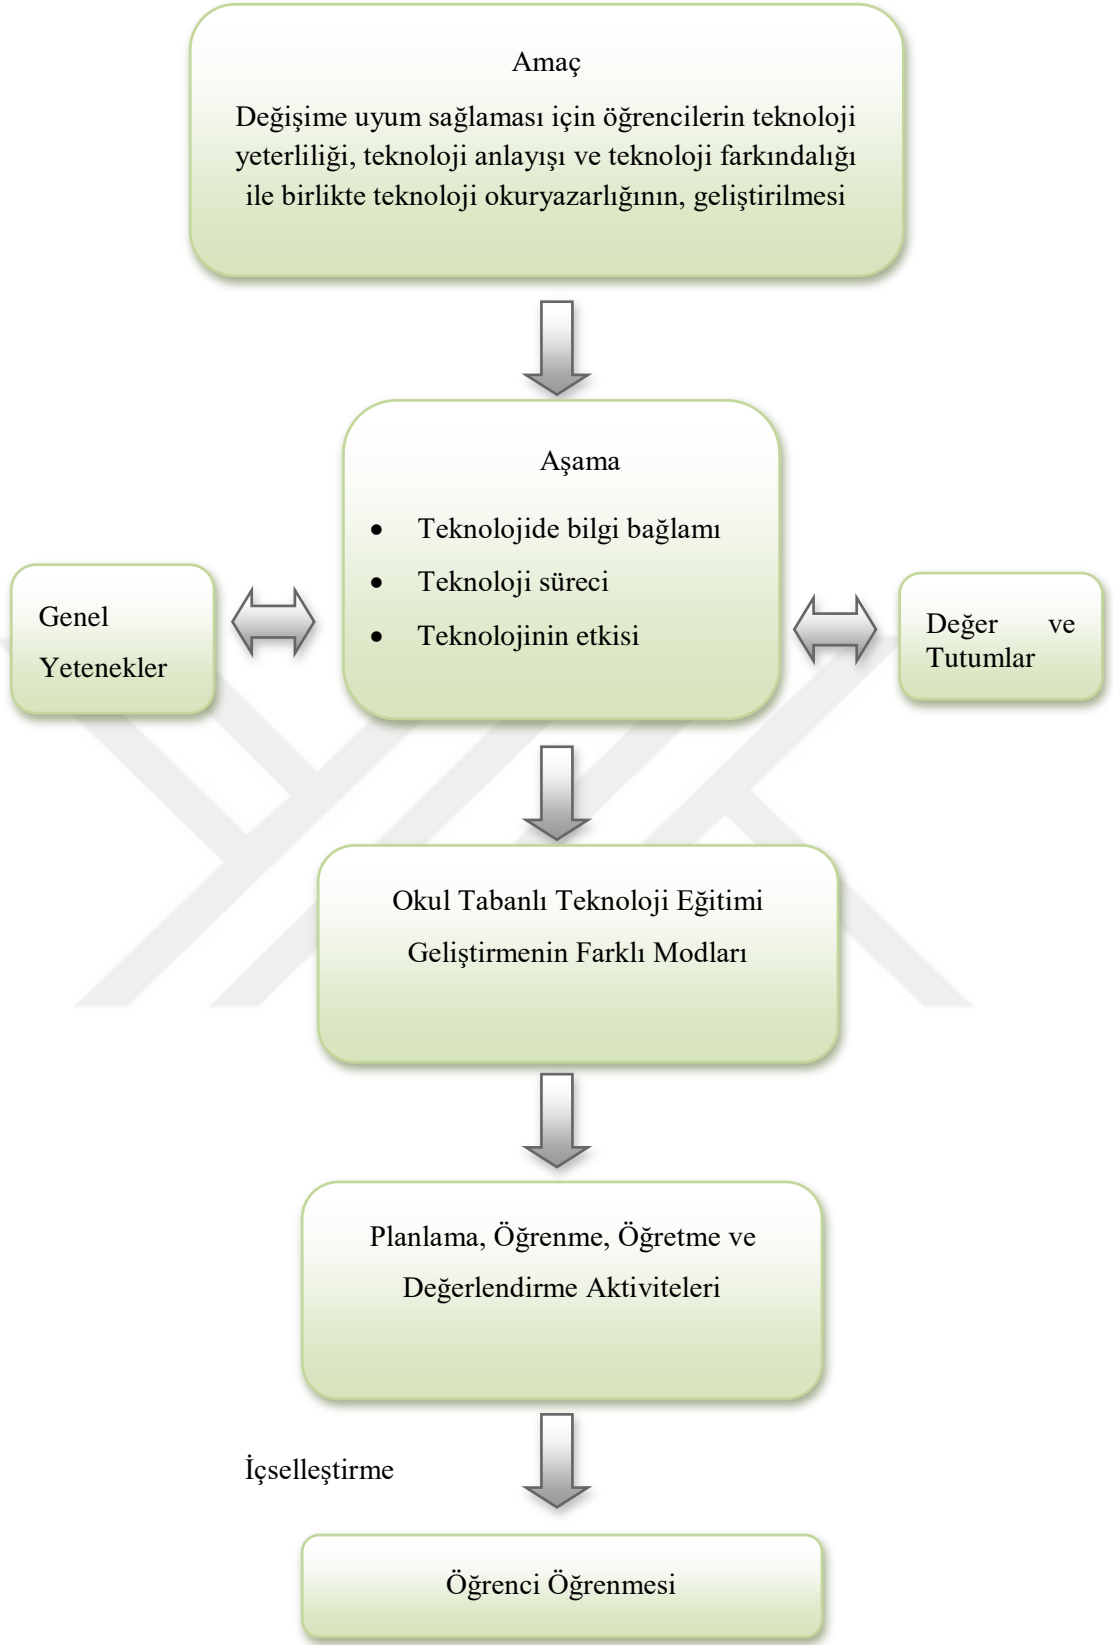 Amaç
Değişime uyum sağlaması için öğrencilerin teknoloji
yeterliliği, teknoloji anlayışı ve teknoloji farkındalığı
ile birlikte teknoloji okuryazarlığının, geliştirilmesi
Aşama
• Teknolojide bilgi bağlamı
• Teknoloji süreci
• Teknolojinin etkisi
Genel
Yetenekler
Değer ve
Tutumlar
Okul Tabanlı Teknoloji Eğitimi
Geliştirmenin Farklı Modları
Planlama, Öğrenme, Öğretme ve
Değerlendirme Aktiviteleri
İçselleştirme
Öğrenci Öğrenmesi